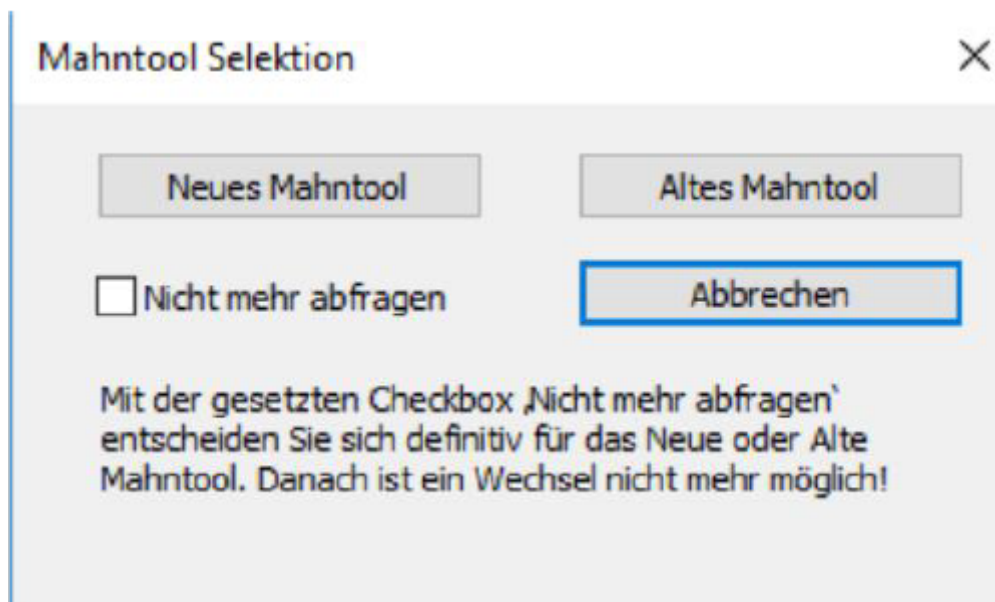 Mahntool Selektion
Neues Mahntool
Altes Mahntool
Nicht mehr abfragen
Abbrechen
Mit der gesetzten Checkbox ‚Nicht mehr abfragen`
entscheiden Sie sich definitiv für das Neue oder Alte
Mahntool. Danach ist ein Wechsel nicht mehr möglich!